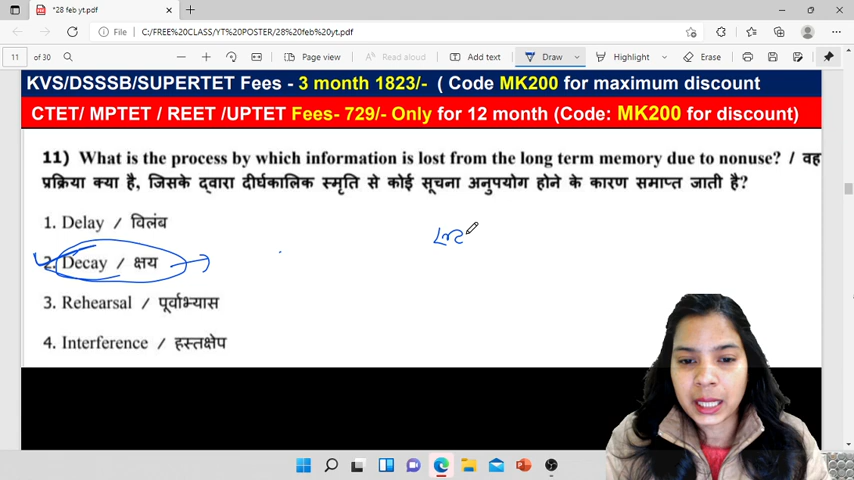 *28 feb yt.pdf
File
C:/FREE%20CLASS/YT%20POSTER/28%20feb%20yt.pdf
11 of 30
Page view
Read aloud
Add text
Draw
Highlight
Erase
KVS/DSSSB/SUPERTET Fees - 3 month 1823/- ( Code MK200 for maximum discount
CTET/ MPTET / REET /UPTET Fees- 729/- Only for 12 month (Code: MK200 for discount)
11) What is the process by which information is lost from the long term memory due to nonuse? / वह
प्रक्रिया क्या है, जिसके द्वारा दीर्घकालिक स्मृति से कोई सूचना अनुपयोग होने के कारण समाप्त जाती है?
1. Delay / विलंब
2. Decay / क्षय
3. Rehearsal / पूर्वाभ्यास
4. Interference / हस्तक्षेप